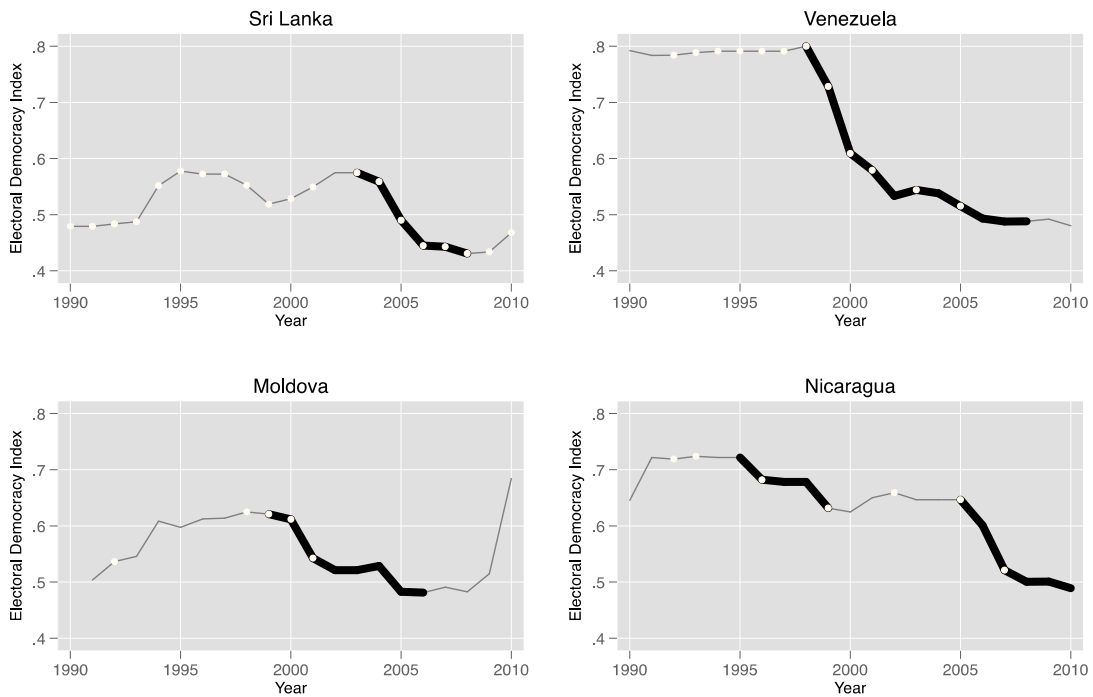 Sri Lanka
Electoral Democracy Index
.8
.7
.6
.5
.4
1990 1995 2000 2005 2010
Year
Venezuela
Electoral Democracy Index
.8
.7
.6
.5
.4
1990 1995 2000 2005 2010
Year
Moldova
Electoral Democracy Index
.8
.7
.6
.5
.4
1990 1995 2000 2005 2010
Year
Nicaragua
Electoral Democracy Index
.8
.7
.6
.5
.4
1990 1995 2000 2005 2010
Year